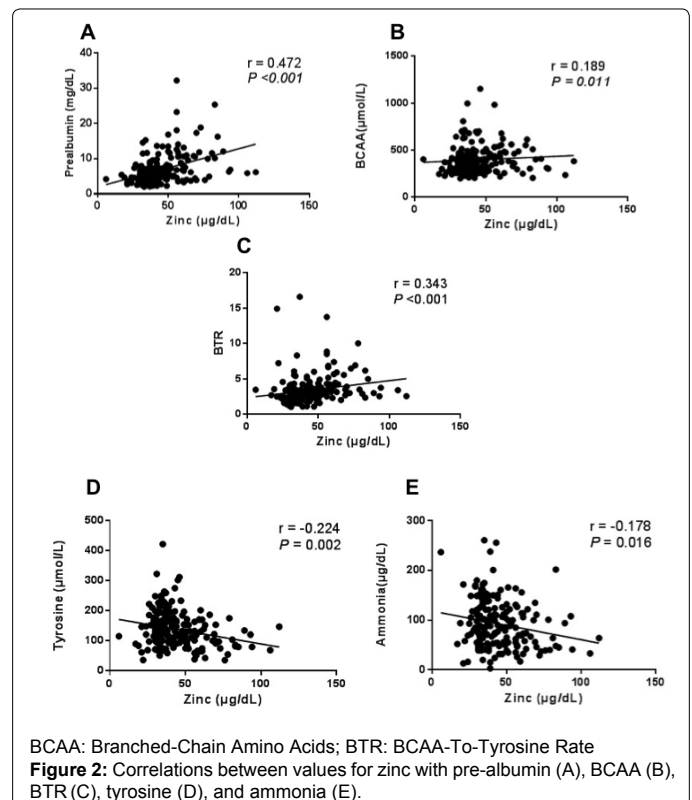 A
40
30
20
10
0
0
50
100
150
Prealbumin (mg/dL)
Zinc (µg/dL)
r = 0.472
P <0.001
B
1500
1000
500
0
0
50
100
150
BCAA(µmol/L)
Zinc (µg/dL)
r = 0.189
P = 0.011
C
20
15
10
5
0
0
50
100
150
BTR
Zinc (µg/dL)
r = 0.343
P <0.001
D
500
400
300
200
100
0
0
50
100
150
Tyrosine (µmol/L)
Zinc (µg/dL)
r = -0.224
P = 0.002
E
300
200
100
0
0
50
100
150
Ammonia(µg/dL)
Zinc (µg/dL)
r = -0.178
P = 0.016
BCAA: Branched-Chain Amino Acids; BTR: BCAA-To-Tyrosine Rate
Figure 2: Correlations between values for zinc with pre-albumin (A), BCAA (B),
BTR (C), tyrosine (D), and ammonia (E).